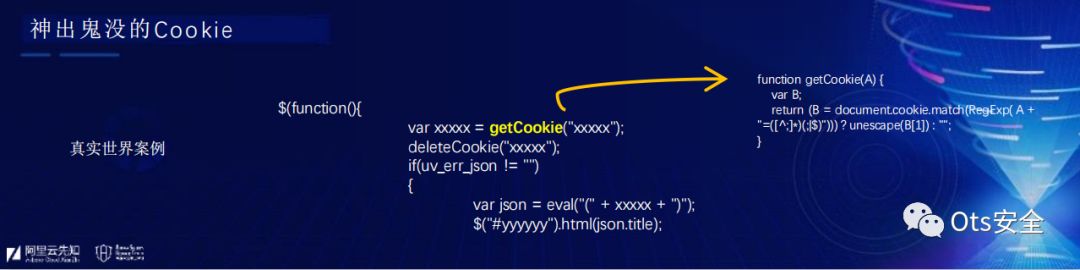 神出鬼没的Cookie
真实世界案例
$(function(){
var xxxxx = getCookie("xxxxx");
deleteCookie("xxxxx");
if(uv_err_json != "")
{
var json = eval("(" + xxxxx + ")");
$("#yyyyyy").html(json.title);
function getCookie(A) {
var B;
return (B = document.cookie.match(RegExp( A +
"=([^;]*)(;|$)"))) ? unescape(B[1]) : "";
}
Ots安全
阿里云先知